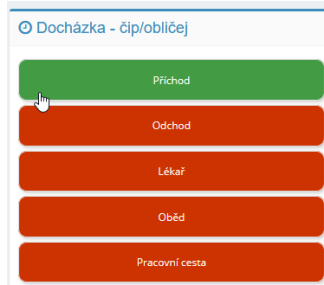 Docházka - čip/obličej
Příchod
Odchod
Lékař
Oběd
Pracovní cesta